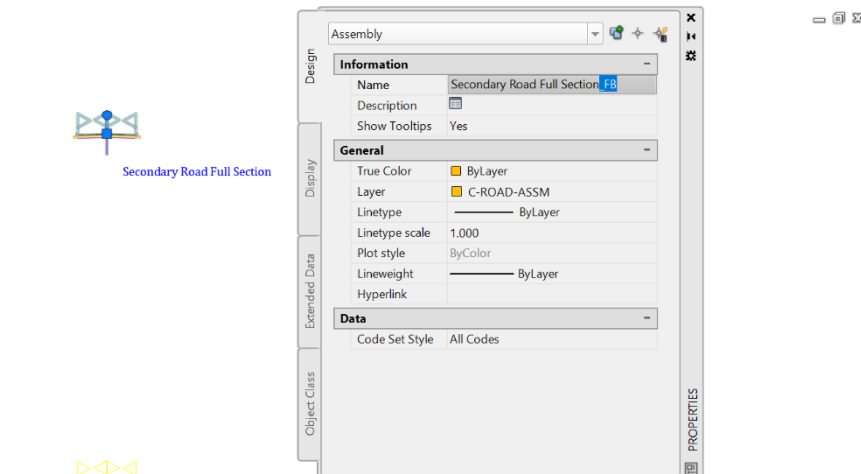 Assembly
Design
Information
Name Secondary Road Full Section_FB
Description
Show Tooltips Yes
General
True Color ByLayer
Layer C-ROAD-ASSM
Linetype ByLayer
Linetype scale 1.000
Plot style ByColor
Lineweight ByLayer
Hyperlink
Data
Code Set Style All Codes
Display
Extended Data
Object Class
PROPERTIES
Secondary Road Full Section